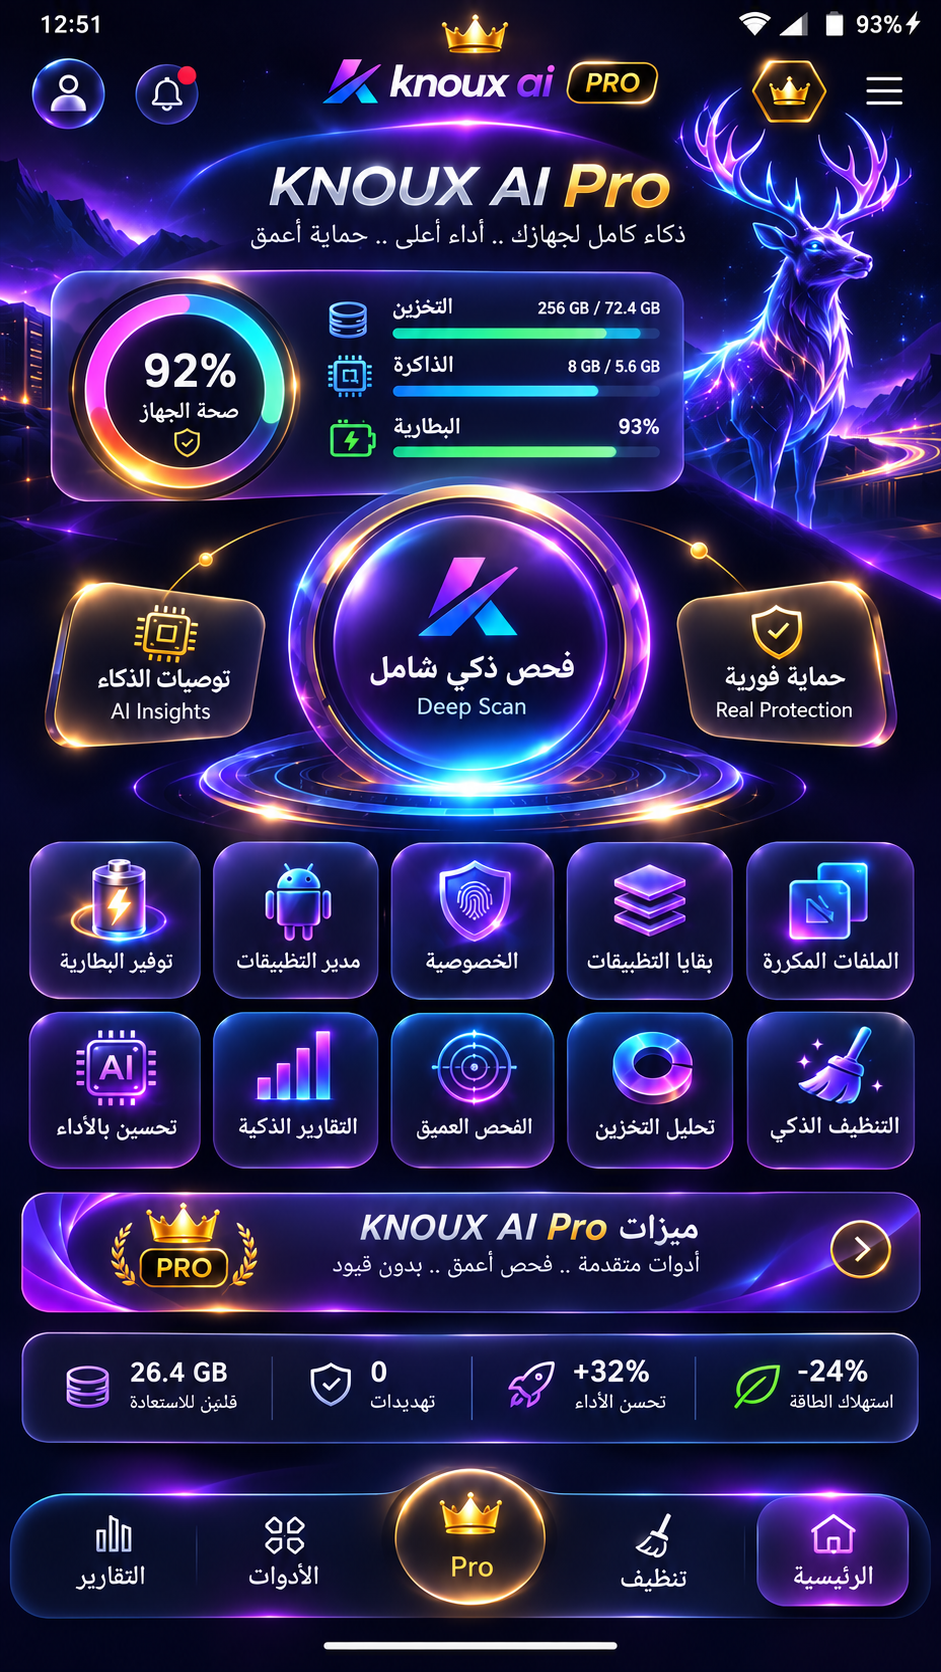 12:51
93%
knoux ai PRO
KNOUX AI Pro
ذكاء كامل لجهازك .. أداء أعلى .. حماية أعمق
92%
صحة الجهاز
التخزين 256 GB / 72.4 GB
الذاكرة 8 GB / 5.6 GB
البطارية 93%
توصيات الذكاء
AI Insights
فحص ذكي شامل
Deep Scan
حماية فورية
Real Protection
الملفات المكررة
بقايا التطبيقات
الخصوصية
مدير التطبيقات
توفير البطارية
التنظيف الذكي
تحليل التخزين
الفحص العميق
التقارير الذكية
AI
تحسين بالأداء
ميزات KNOUX AI Pro
أدوات متقدمة .. فحص أعمق .. بدون قيود
PRO
-24%
استهلاك الطاقة
+32%
تحسن الأداء
0
تهديدات
26.4 GB
للاستعادة
الرئيسية
تنظيف
Pro
الأدوات
التقارير